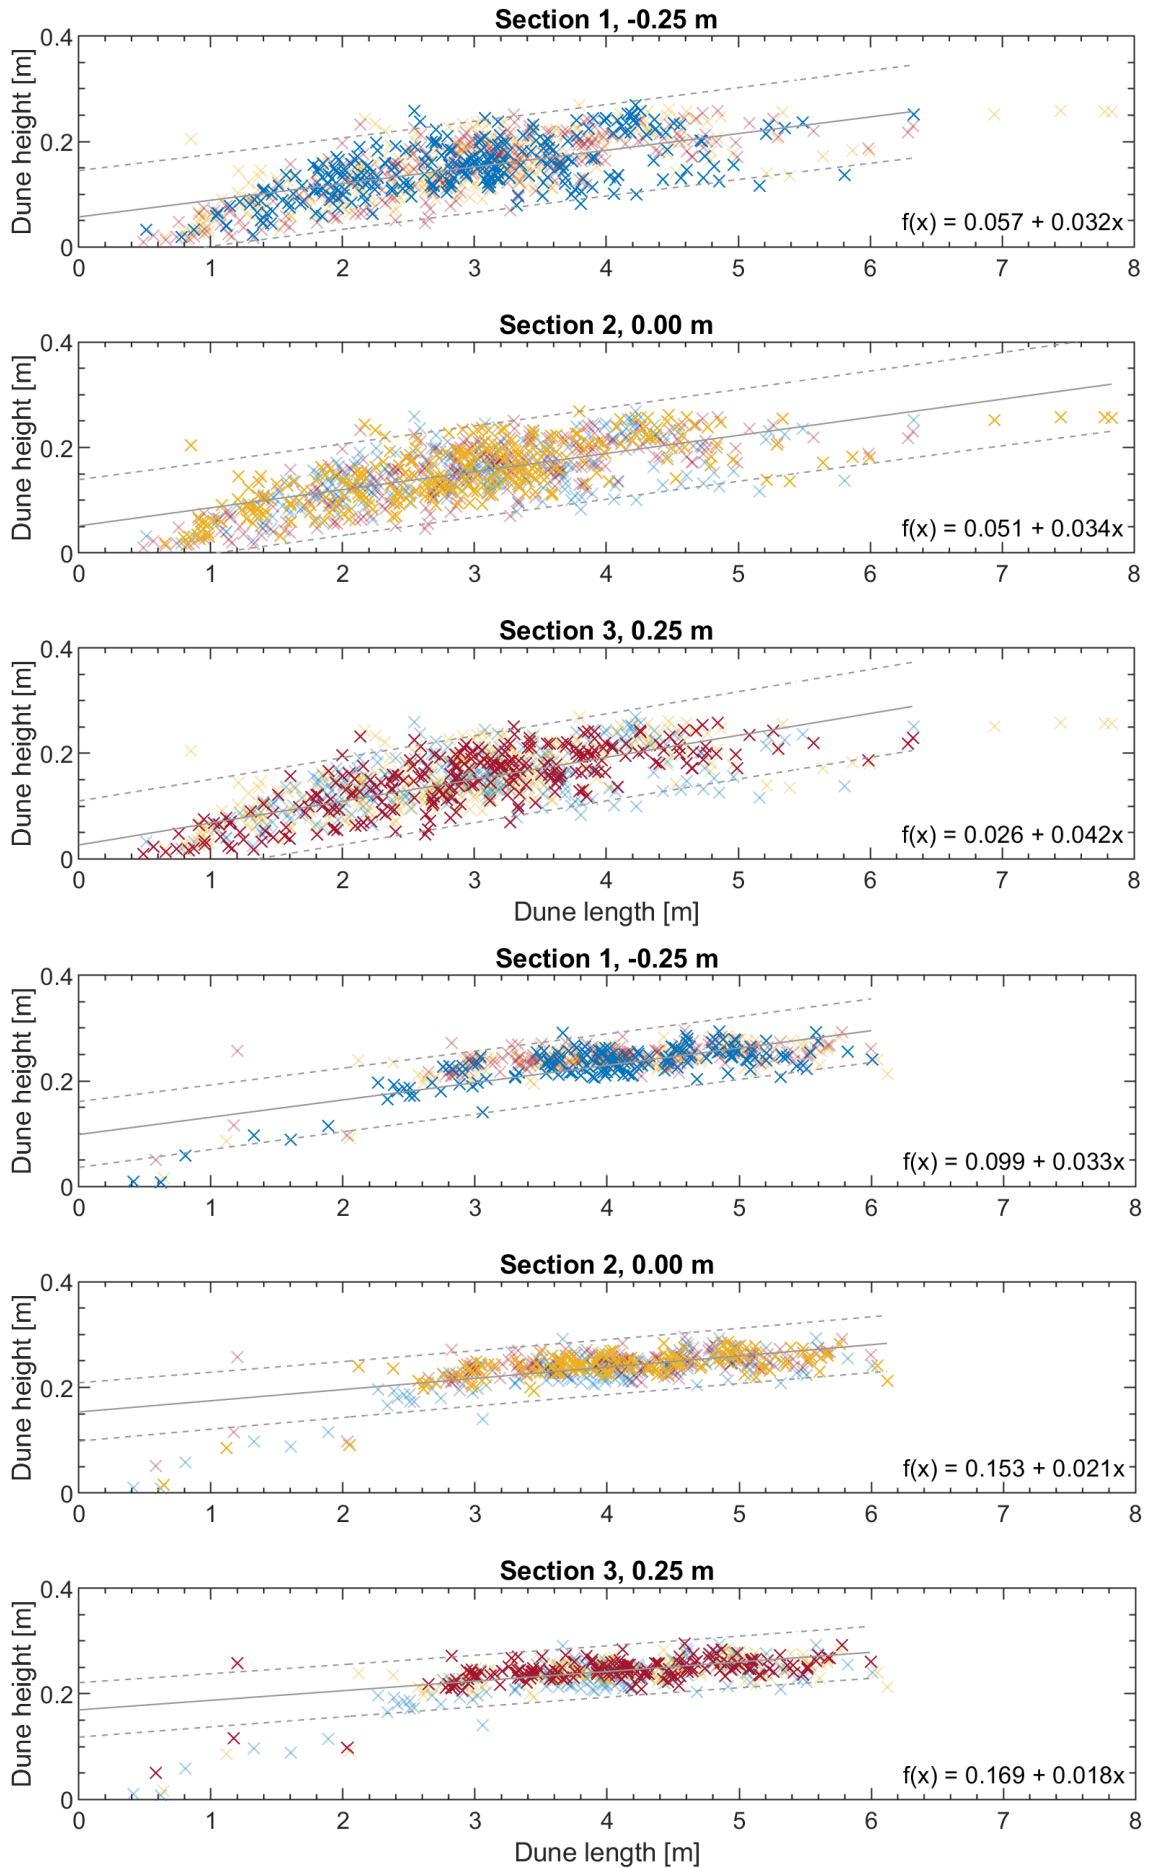 Section 1, -0.25 m
Dune height [m]
0.4
0.2
0
f(x) = 0.057 + 0.032x
0 1 2 3 4 5 6 7 8
Section 2, 0.00 m
Dune height [m]
0.4
0.2
0
f(x) = 0.051 + 0.034x
0 1 2 3 4 5 6 7 8
Section 3, 0.25 m
Dune height [m]
0.4
0.2
0
f(x) = 0.026 + 0.042x
0 1 2 3 4 5 6 7 8
Dune length [m]
Section 1, -0.25 m
Dune height [m]
0.4
0.2
0
f(x) = 0.099 + 0.033x
0 1 2 3 4 5 6 7 8
Section 2, 0.00 m
Dune height [m]
0.4
0.2
0
f(x) = 0.153 + 0.021x
0 1 2 3 4 5 6 7 8
Section 3, 0.25 m
Dune height [m]
0.4
0.2
0
f(x) = 0.169 + 0.018x
0 1 2 3 4 5 6 7 8
Dune length [m]